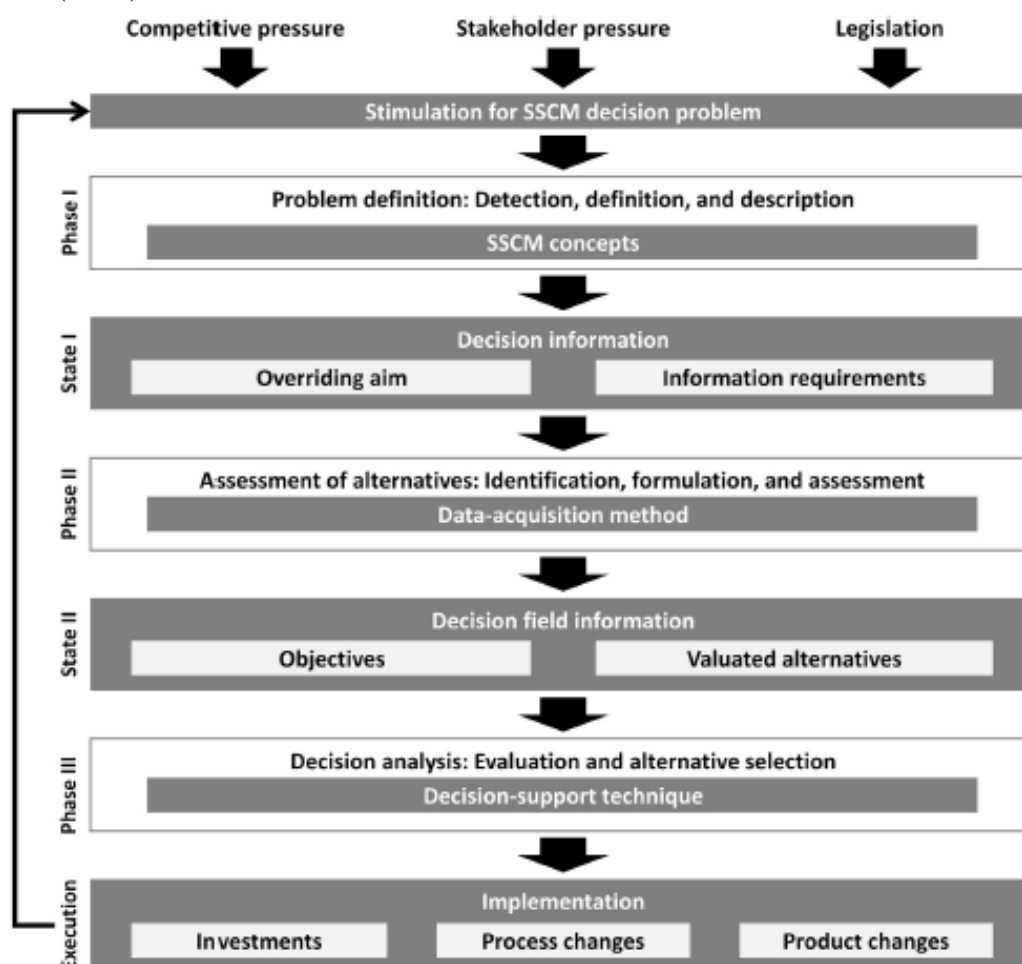 Competitive pressure
Stakeholder pressure
Legislation
Stimulation for SSCM decision problem
Phase I
Problem definition: Detection, definition, and description
SSCM concepts
State I
Decision information
Overriding aim
Information requirements
Phase II
Assessment of alternatives: Identification, formulation, and assessment
Data-acquisition method
State II
Decision field information
Objectives
Valuated alternatives
Phase III
Decision analysis: Evaluation and alternative selection
Decision-support technique
Execution
Implementation
Investments
Process changes
Product changes